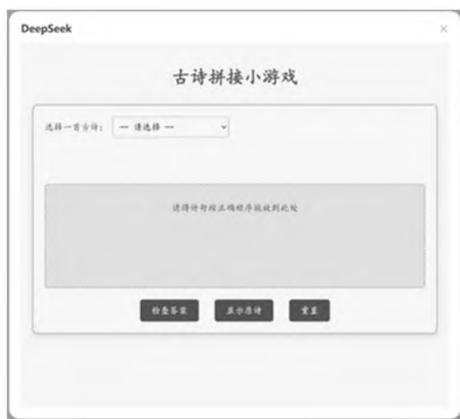 DeepSeek
古诗拼接小游戏
选择一首古诗： -- 请选择 --
请将诗句按正确顺序拖放到此处
检查答案 显示原诗 重置